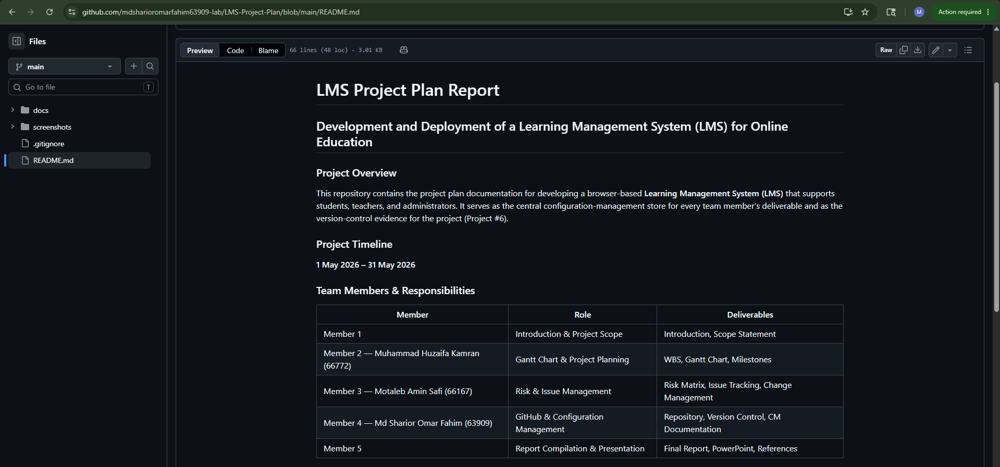 github.com/mdsharioromarfahim63909-lab/LMS-Project-Plan/blob/main/README.md
M
Action required
Files
main
Go to file
T
docs
screenshots
.gitignore
README.md
Preview
Code
Blame
66 lines (48 loc) · 3.01 KB
Raw
LMS Project Plan Report
Development and Deployment of a Learning Management System (LMS) for Online
Education
Project Overview
This repository contains the project plan documentation for developing a browser-based Learning Management System (LMS) that supports
students, teachers, and administrators. It serves as the central configuration-management store for every team member's deliverable and as the
version-control evidence for the project (Project #6).
Project Timeline
1 May 2026 – 31 May 2026
Team Members & Responsibilities
Member
Role
Deliverables
Member 1
Introduction & Project Scope
Introduction, Scope Statement
Member 2 — Muhammad Huzaifa Kamran
(66772)
Gantt Chart & Project Planning
WBS, Gantt Chart, Milestones
Member 3 — Motaleb Amin Safi (66167)
Risk & Issue Management
Risk Matrix, Issue Tracking, Change
Management
Member 4 — Md Sharior Omar Fahim (63909)
GitHub & Configuration
Management
Repository, Version Control, CM
Documentation
Member 5
Report Compilation & Presentation
Final Report, PowerPoint, References